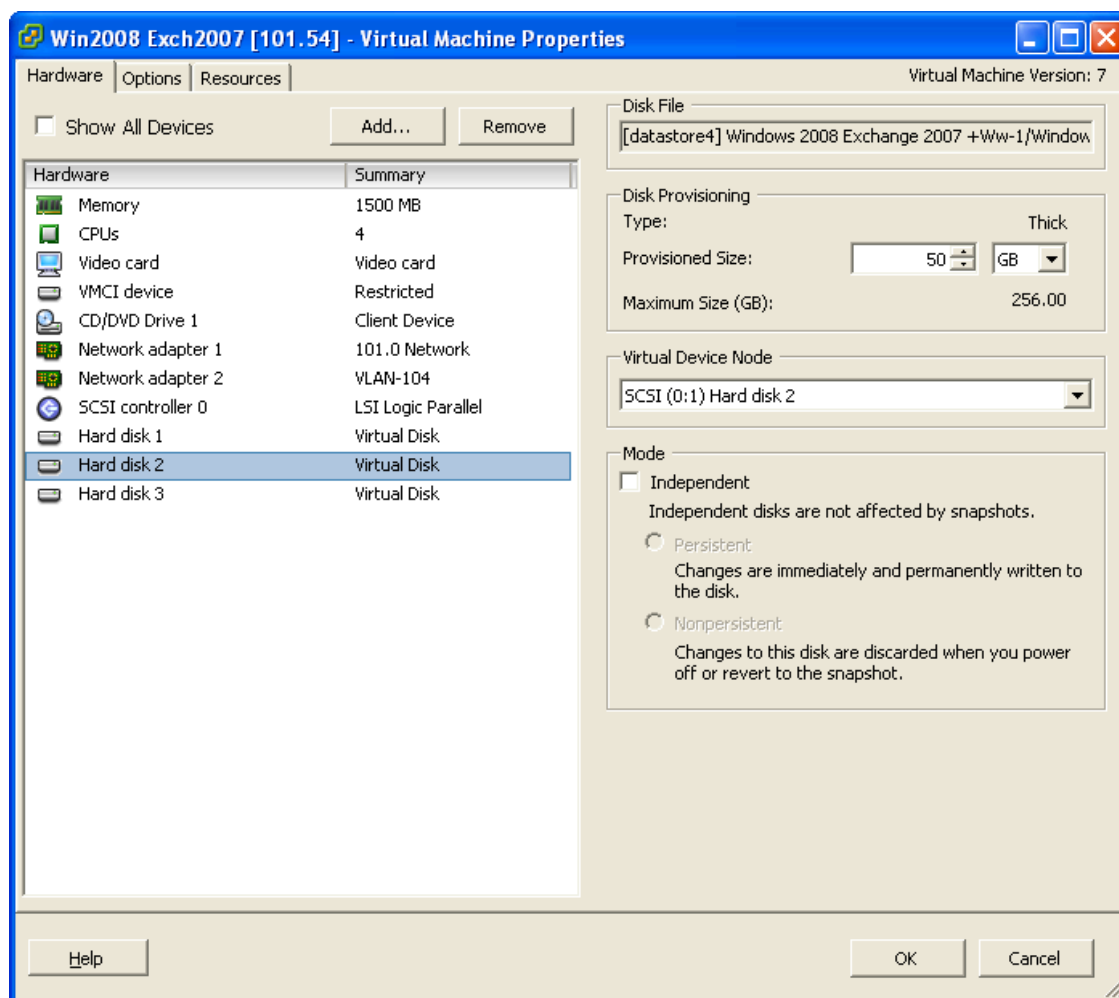 Win2008 Exch2007 [101.54] - Virtual Machine Properties
Hardware Options Resources Virtual Machine Version: 7
Show All Devices Add... Remove
Hardware Summary
Memory 1500 MB
CPUs 4
Video card Video card
VMCI device Restricted
CD/DVD Drive 1 Client Device
Network adapter 1 101.0 Network
Network adapter 2 VLAN-104
SCSI controller 0 LSI Logic Parallel
Hard disk 1 Virtual Disk
Hard disk 2 Virtual Disk
Hard disk 3 Virtual Disk
Disk File
[datastore4] Windows 2008 Exchange 2007 +Ww-1/Window
Disk Provisioning
Type: Thick
Provisioned Size: 50 GB
Maximum Size (GB): 256.00
Virtual Device Node
SCSI (0:1) Hard disk 2
Mode
Independent
Independent disks are not affected by snapshots.
Persistent
Changes are immediately and permanently written to
the disk.
Nonpersistent
Changes to this disk are discarded when you power
off or revert to the snapshot.
Help OK Cancel